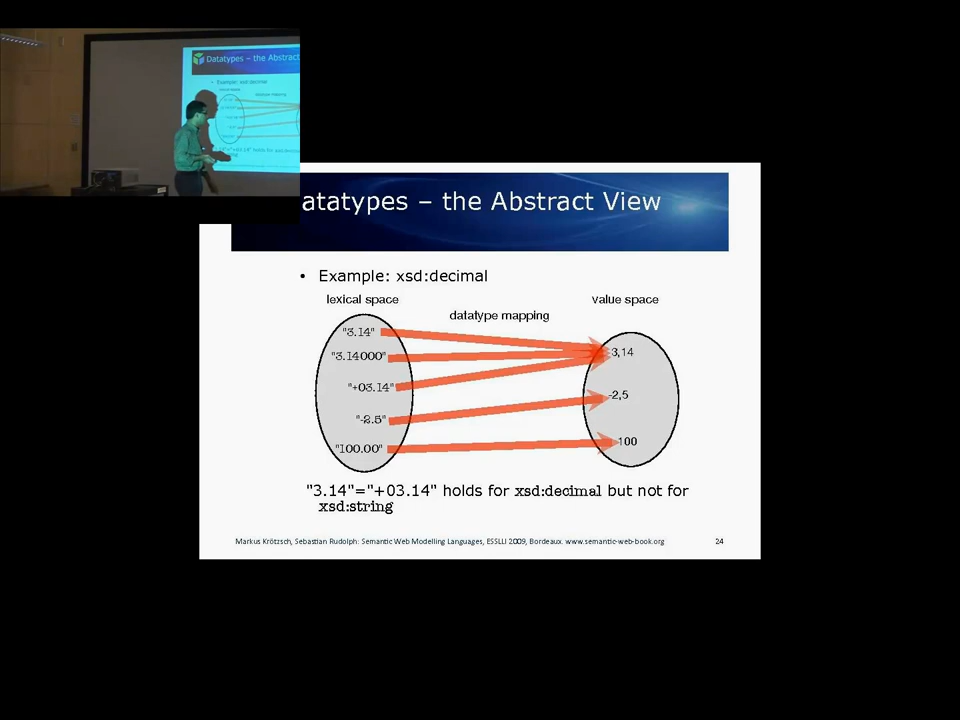 Datatypes – the Abstract
Example: xsd:decimal
atatypes – the Abstract View
• Example: xsd:decimal
lexical space
value space
datatype mapping
"3.14"
"3.14000"
"+03.14"
"-2.5"
"100.00"
3,14
-2,5
100
"3.14"="+03.14" holds for xsd:decimal but not for
xsd:string
Markus Krötzsch, Sebastian Rudolph: Semantic Web Modelling Languages, ESSLLI 2009, Bordeaux. www.semantic-web-book.org
24